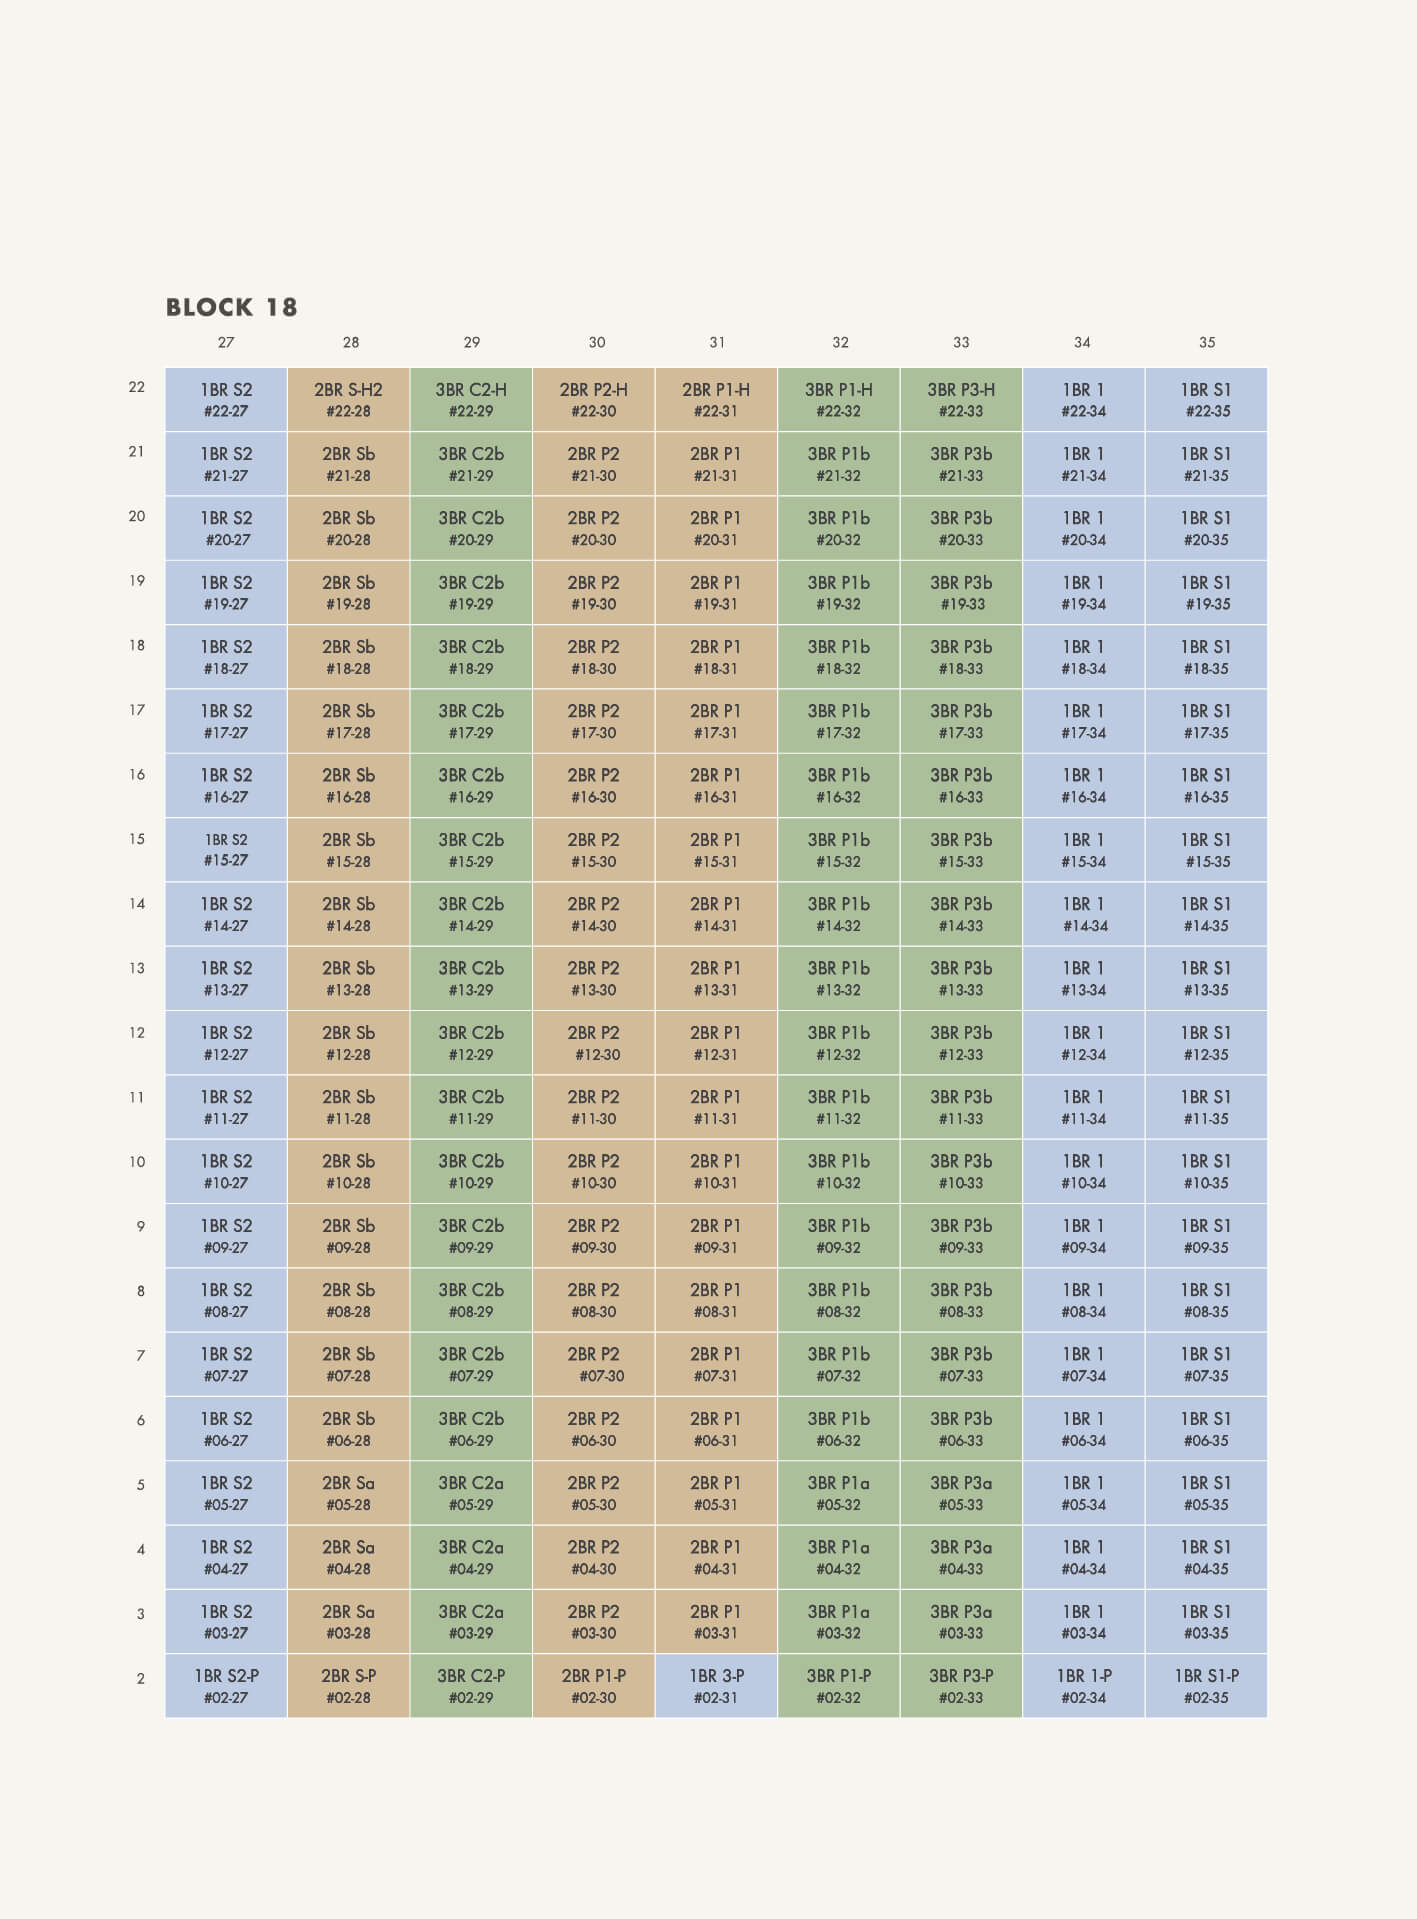 BLOCK 18
27 28 29 30 31 32 33 34 35
22 1BR S2 2BR S-H2 3BR C2-H 2BR P2-H 2BR P1-H 3BR P1-H 3BR P3-H 1BR 1 1BR S1
#22-27 #22-28 #22-29 #22-30 #22-31 #22-32 #22-33 #22-34 #22-35
21 1BR S2 2BR Sb 3BR C2b 2BR P2 2BR P1 3BR P1b 3BR P3b 1BR 1 1BR S1
#21-27 #21-28 #21-29 #21-30 #21-31 #21-32 #21-33 #21-34 #21-35
20 1BR S2 2BR Sb 3BR C2b 2BR P2 2BR P1 3BR P1b 3BR P3b 1BR 1 1BR S1
#20-27 #20-28 #20-29 #20-30 #20-31 #20-32 #20-33 #20-34 #20-35
19 1BR S2 2BR Sb 3BR C2b 2BR P2 2BR P1 3BR P1b 3BR P3b 1BR 1 1BR S1
#19-27 #19-28 #19-29 #19-30 #19-31 #19-32 #19-33 #19-34 #19-35
18 1BR S2 2BR Sb 3BR C2b 2BR P2 2BR P1 3BR P1b 3BR P3b 1BR 1 1BR S1
#18-27 #18-28 #18-29 #18-30 #18-31 #18-32 #18-33 #18-34 #18-35
17 1BR S2 2BR Sb 3BR C2b 2BR P2 2BR P1 3BR P1b 3BR P3b 1BR 1 1BR S1
#17-27 #17-28 #17-29 #17-30 #17-31 #17-32 #17-33 #17-34 #17-35
16 1BR S2 2BR Sb 3BR C2b 2BR P2 2BR P1 3BR P1b 3BR P3b 1BR 1 1BR S1
#16-27 #16-28 #16-29 #16-30 #16-31 #16-32 #16-33 #16-34 #16-35
15 1BR S2 2BR Sb 3BR C2b 2BR P2 2BR P1 3BR P1b 3BR P3b 1BR 1 1BR S1
#15-27 #15-28 #15-29 #15-30 #15-31 #15-32 #15-33 #15-34 #15-35
14 1BR S2 2BR Sb 3BR C2b 2BR P2 2BR P1 3BR P1b 3BR P3b 1BR 1 1BR S1
#14-27 #14-28 #14-29 #14-30 #14-31 #14-32 #14-33 #14-34 #14-35
13 1BR S2 2BR Sb 3BR C2b 2BR P2 2BR P1 3BR P1b 3BR P3b 1BR 1 1BR S1
#13-27 #13-28 #13-29 #13-30 #13-31 #13-32 #13-33 #13-34 #13-35
12 1BR S2 2BR Sb 3BR C2b 2BR P2 2BR P1 3BR P1b 3BR P3b 1BR 1 1BR S1
#12-27 #12-28 #12-29 #12-30 #12-31 #12-32 #12-33 #12-34 #12-35
11 1BR S2 2BR Sb 3BR C2b 2BR P2 2BR P1 3BR P1b 3BR P3b 1BR 1 1BR S1
#11-27 #11-28 #11-29 #11-30 #11-31 #11-32 #11-33 #11-34 #11-35
10 1BR S2 2BR Sb 3BR C2b 2BR P2 2BR P1 3BR P1b 3BR P3b 1BR 1 1BR S1
#10-27 #10-28 #10-29 #10-30 #10-31 #10-32 #10-33 #10-34 #10-35
9 1BR S2 2BR Sb 3BR C2b 2BR P2 2BR P1 3BR P1b 3BR P3b 1BR 1 1BR S1
#09-27 #09-28 #09-29 #09-30 #09-31 #09-32 #09-33 #09-34 #09-35
8 1BR S2 2BR Sb 3BR C2b 2BR P2 2BR P1 3BR P1b 3BR P3b 1BR 1 1BR S1
#08-27 #08-28 #08-29 #08-30 #08-31 #08-32 #08-33 #08-34 #08-35
7 1BR S2 2BR Sb 3BR C2b 2BR P2 2BR P1 3BR P1b 3BR P3b 1BR 1 1BR S1
#07-27 #07-28 #07-29 #07-30 #07-31 #07-32 #07-33 #07-34 #07-35
6 1BR S2 2BR Sb 3BR C2b 2BR P2 2BR P1 3BR P1b 3BR P3b 1BR 1 1BR S1
#06-27 #06-28 #06-29 #06-30 #06-31 #06-32 #06-33 #06-34 #06-35
5 1BR S2 2BR Sa 3BR C2a 2BR P2 2BR P1 3BR P1a 3BR P3a 1BR 1 1BR S1
#05-27 #05-28 #05-29 #05-30 #05-31 #05-32 #05-33 #05-34 #05-35
4 1BR S2 2BR Sa 3BR C2a 2BR P2 2BR P1 3BR P1a 3BR P3a 1BR 1 1BR S1
#04-27 #04-28 #04-29 #04-30 #04-31 #04-32 #04-33 #04-34 #04-35
3 1BR S2 2BR Sa 3BR C2a 2BR P2 2BR P1 3BR P1a 3BR P3a 1BR 1 1BR S1
#03-27 #03-28 #03-29 #03-30 #03-31 #03-32 #03-33 #03-34 #03-35
2 1BR S2-P 2BR S-P 3BR C2-P 2BR P1-P 1BR 3-P 3BR P1-P 3BR P3-P 1BR 1-P 1BR S1-P
#02-27 #02-28 #02-29 #02-30 #02-31 #02-32 #02-33 #02-34 #02-35